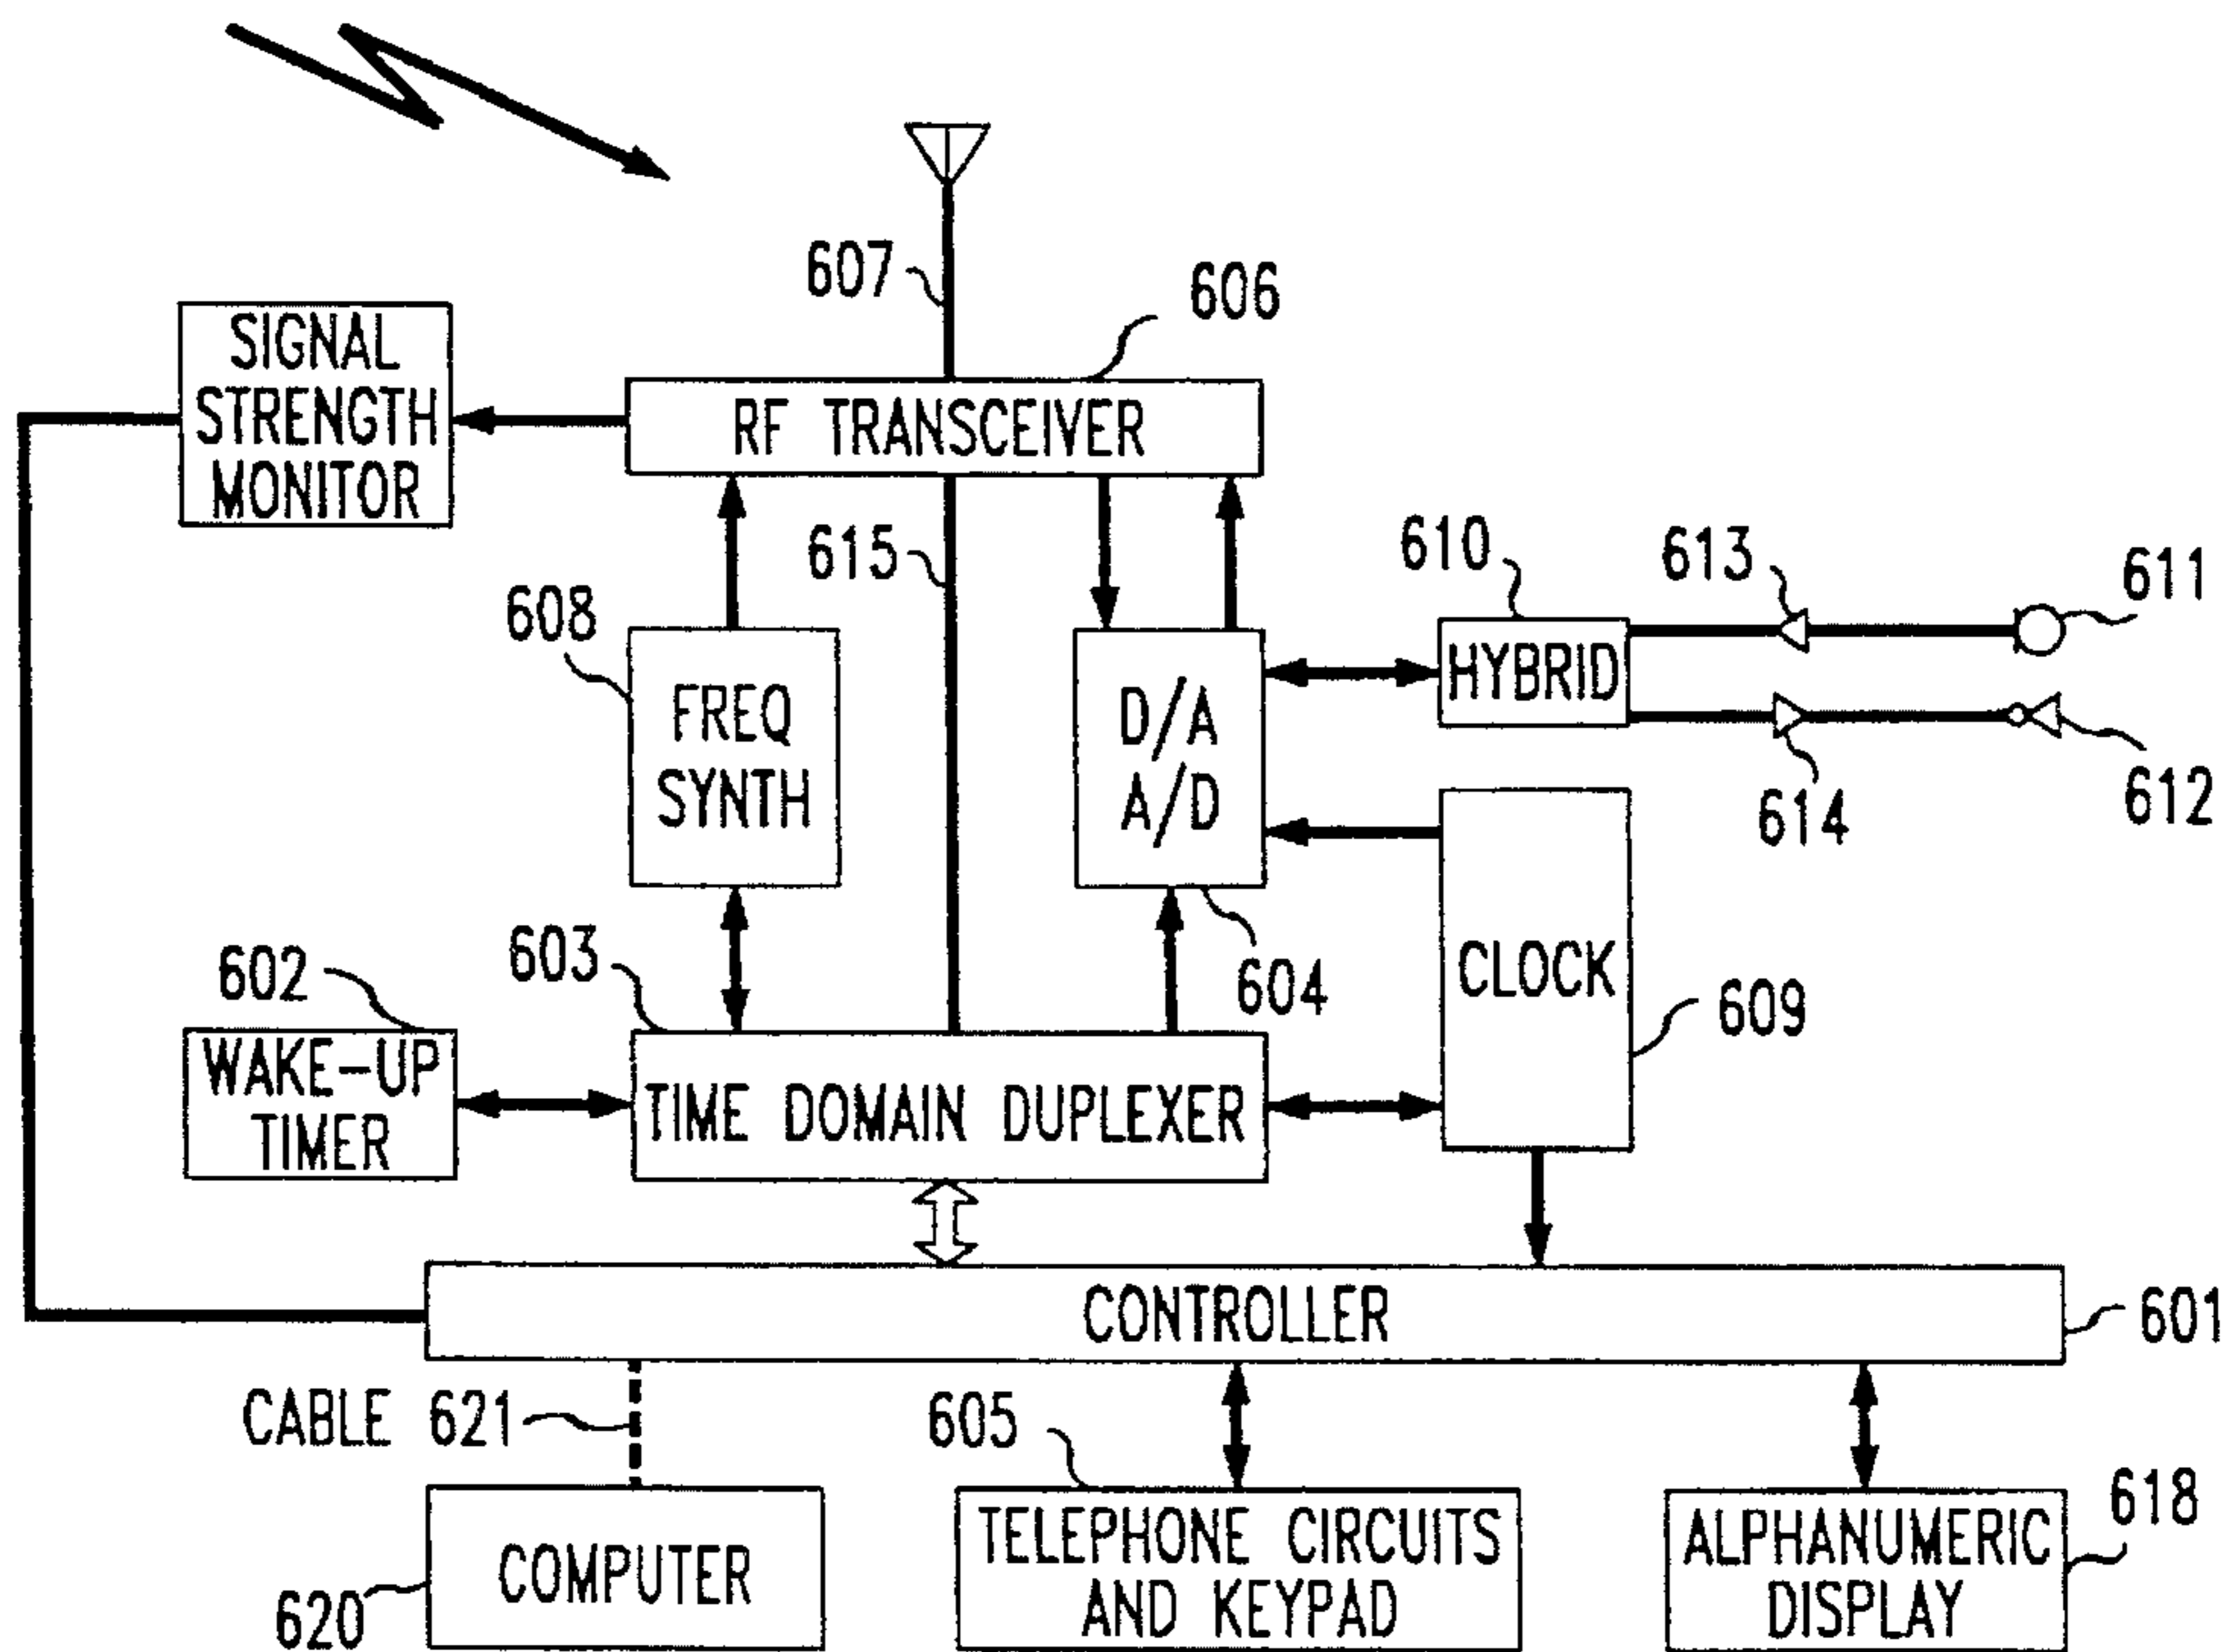 607
606
SIGNAL
STRENGTH
MONITOR
RF TRANSCEIVER
615
610
613
611
608
HYBRID
FREQ
SYNTH
D/A
A/D
614
612
602
603
604
CLOCK
609
WAKE-UP
TIMER
TIME DOMAIN DUPLEXER
CONTROLLER
601
CABLE 621
605
618
COMPUTER
620
TELEPHONE CIRCUITS
AND KEYPAD
ALPHANUMERIC
DISPLAY